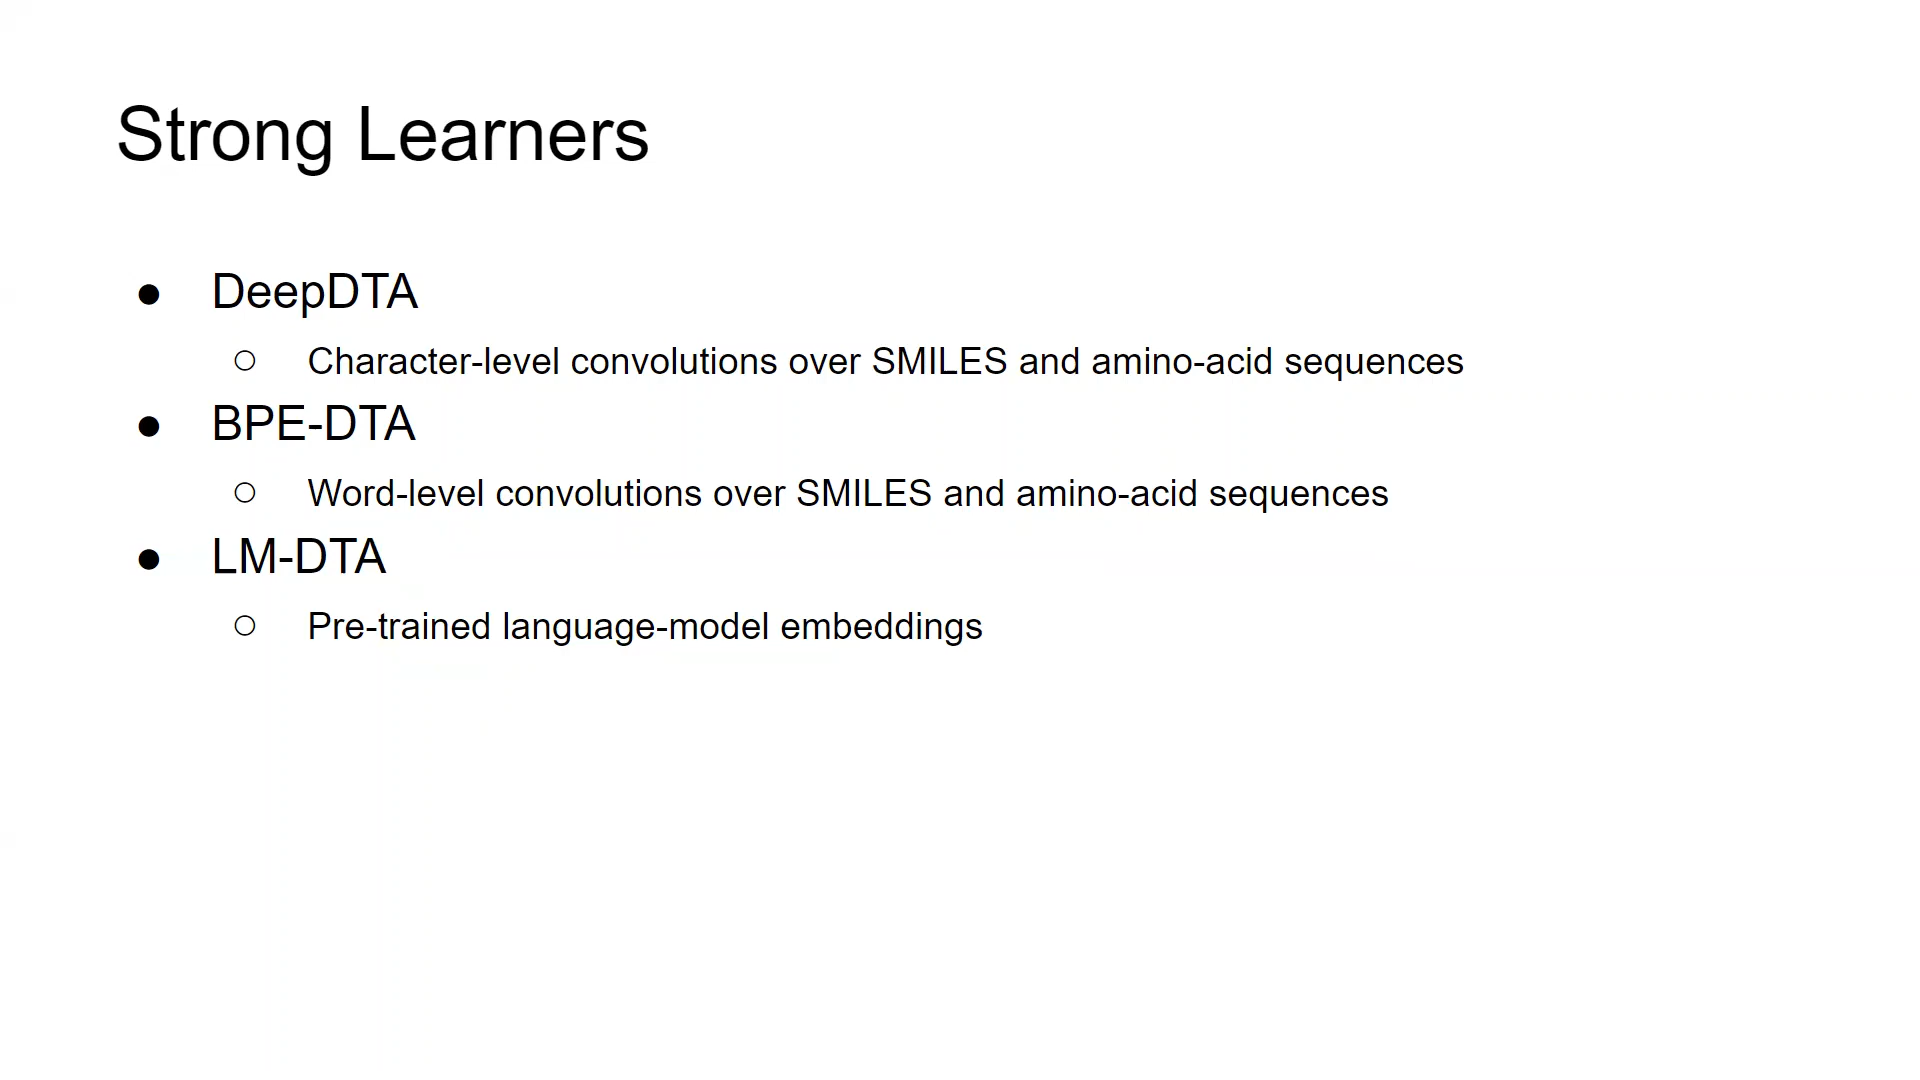 Strong Learners
● DeepDTA
○ Character-level convolutions over SMILES and amino-acid sequences
● BPE-DTA
○ Word-level convolutions over SMILES and amino-acid sequences
● LM-DTA
○ Pre-trained language-model embeddings